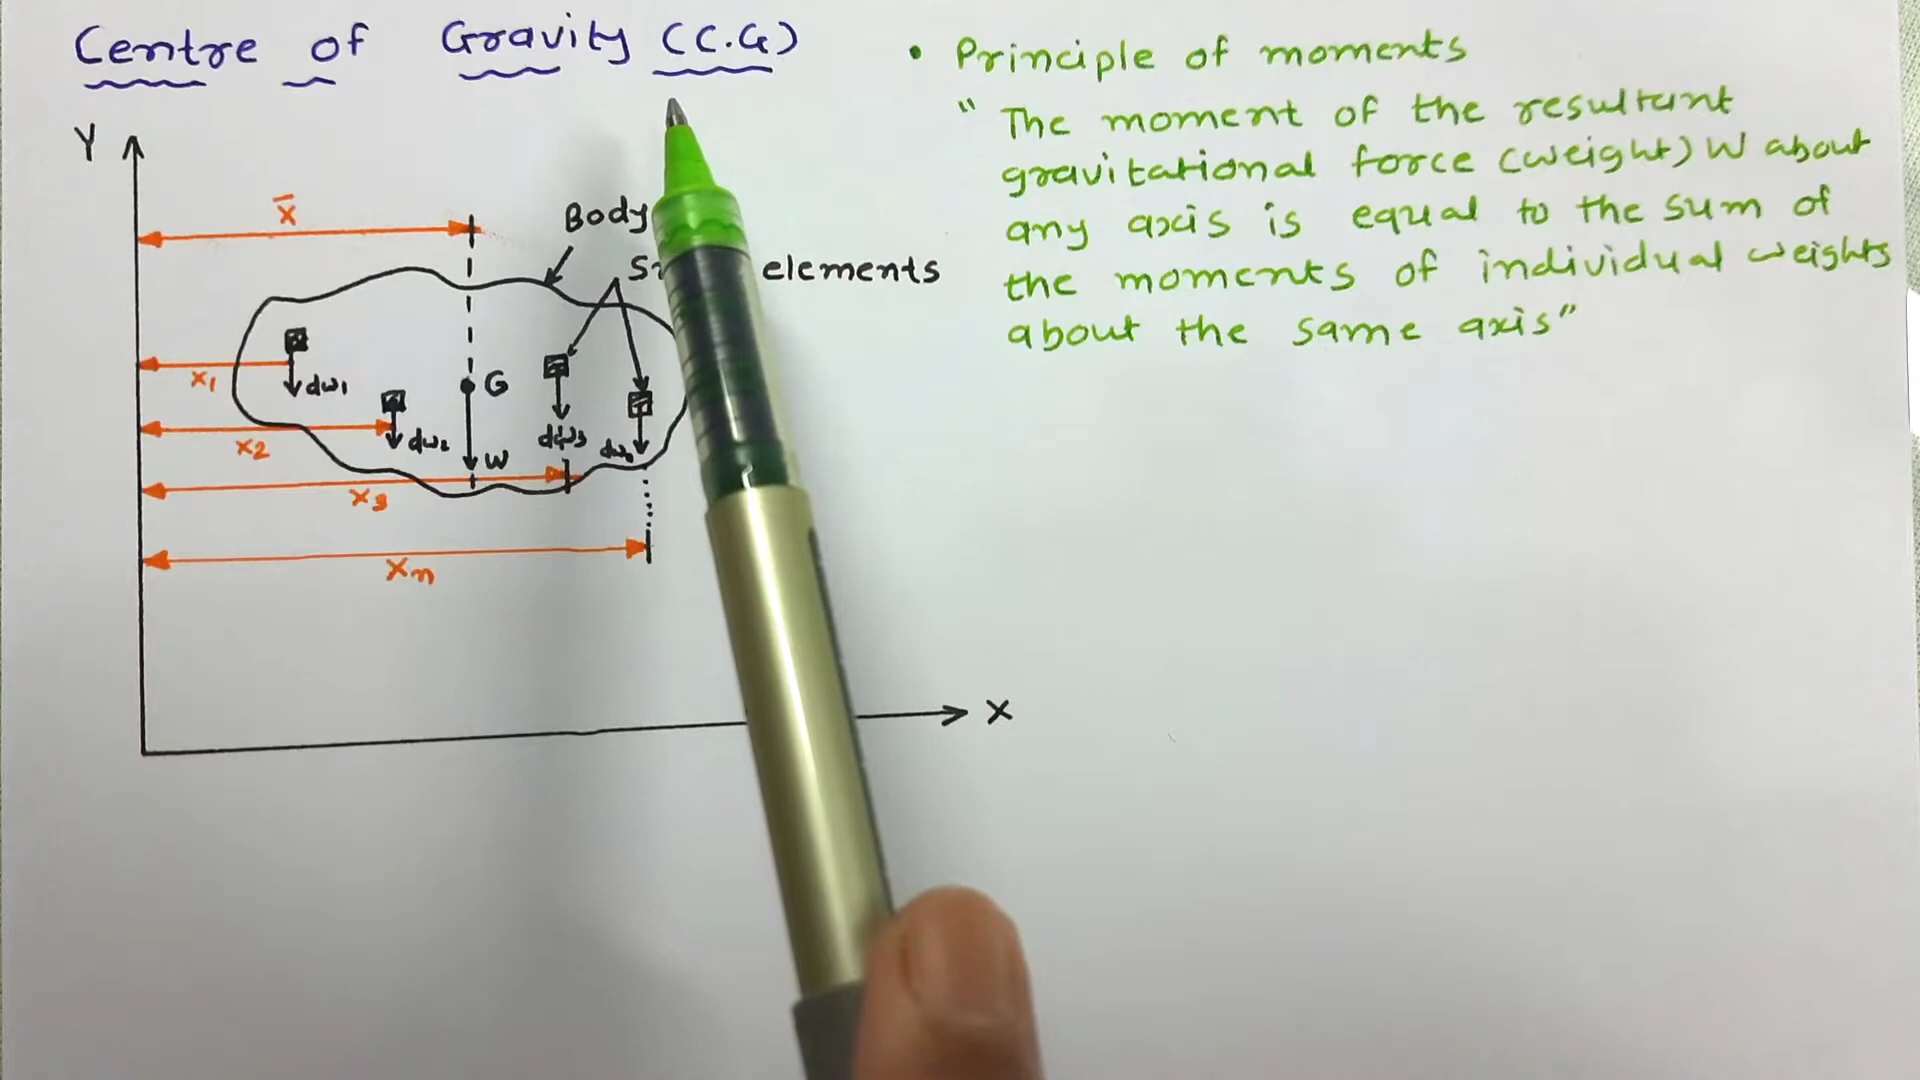 Centre of Gravity (C.G)
Y
x̄
Body
elements
x₁
dw₁
G
x₂
dw₂
W
dw₃
x₃
xₙ
X
• Principle of moments
" The moment of the resultant
gravitational force (weight) W about
any axis is equal to the sum of
the moments of individual weights
about the same axis"